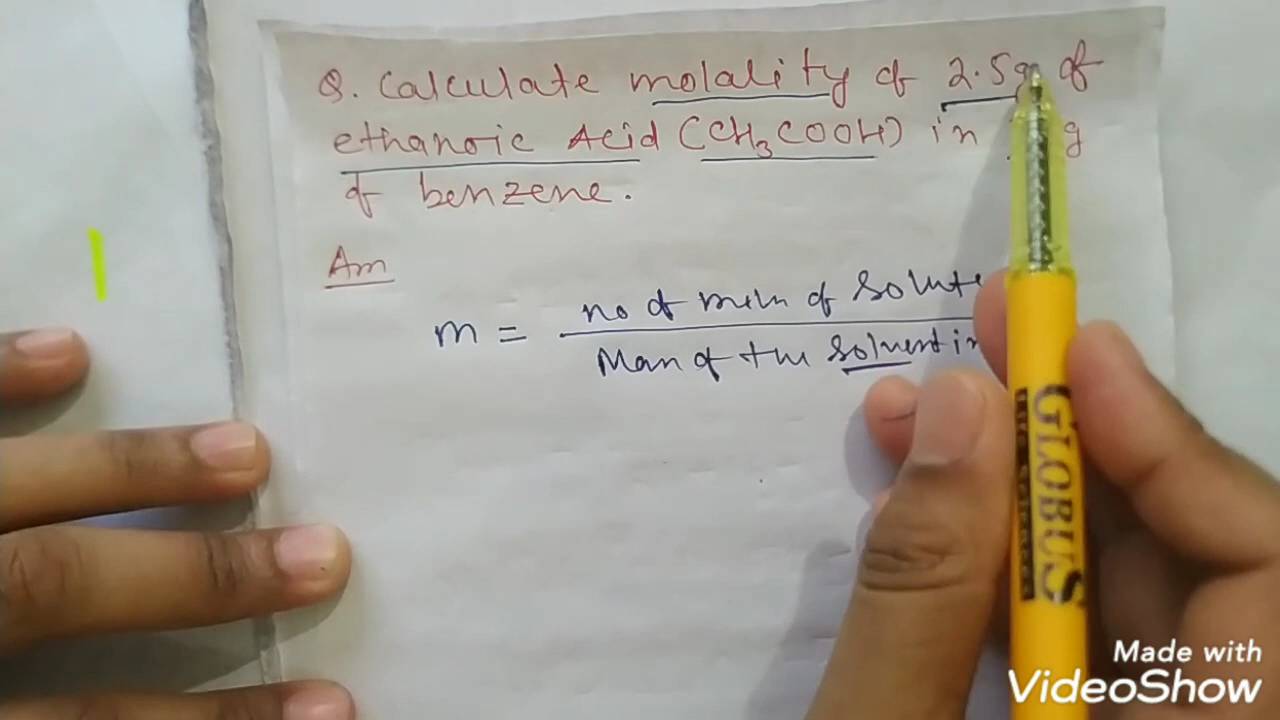 Q. Calculate molality of 2.5g of
ethanoic Acid (CH3COOH) in g
of benzene.
Ans
m = no of moles of solute
Mass of the solvent in
GLOBUS
Made with
VideoShow